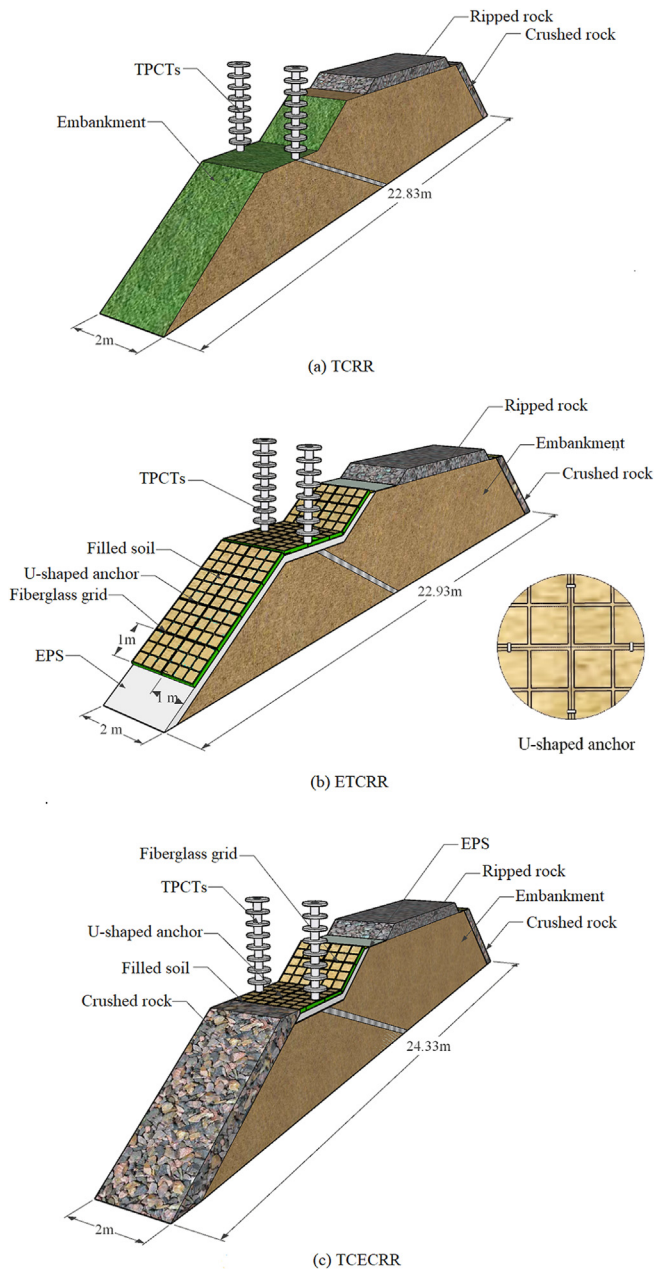 Ripped rock
Crushed rock
TPCTs
Embankment
22.83m
2m
(a) TCRR
Ripped rock
Embankment
Crushed rock
TPCTs
Filled soil
U-shaped anchor
Fiberglass grid
1m
EPS
1 m
22.93m
2 m
U-shaped anchor
(b) ETCRR
EPS
Fiberglass grid
Ripped rock
TPCTs
Embankment
U-shaped anchor
Crushed rock
Filled soil
Crushed rock
24.33m
2m
(c) TCECRR